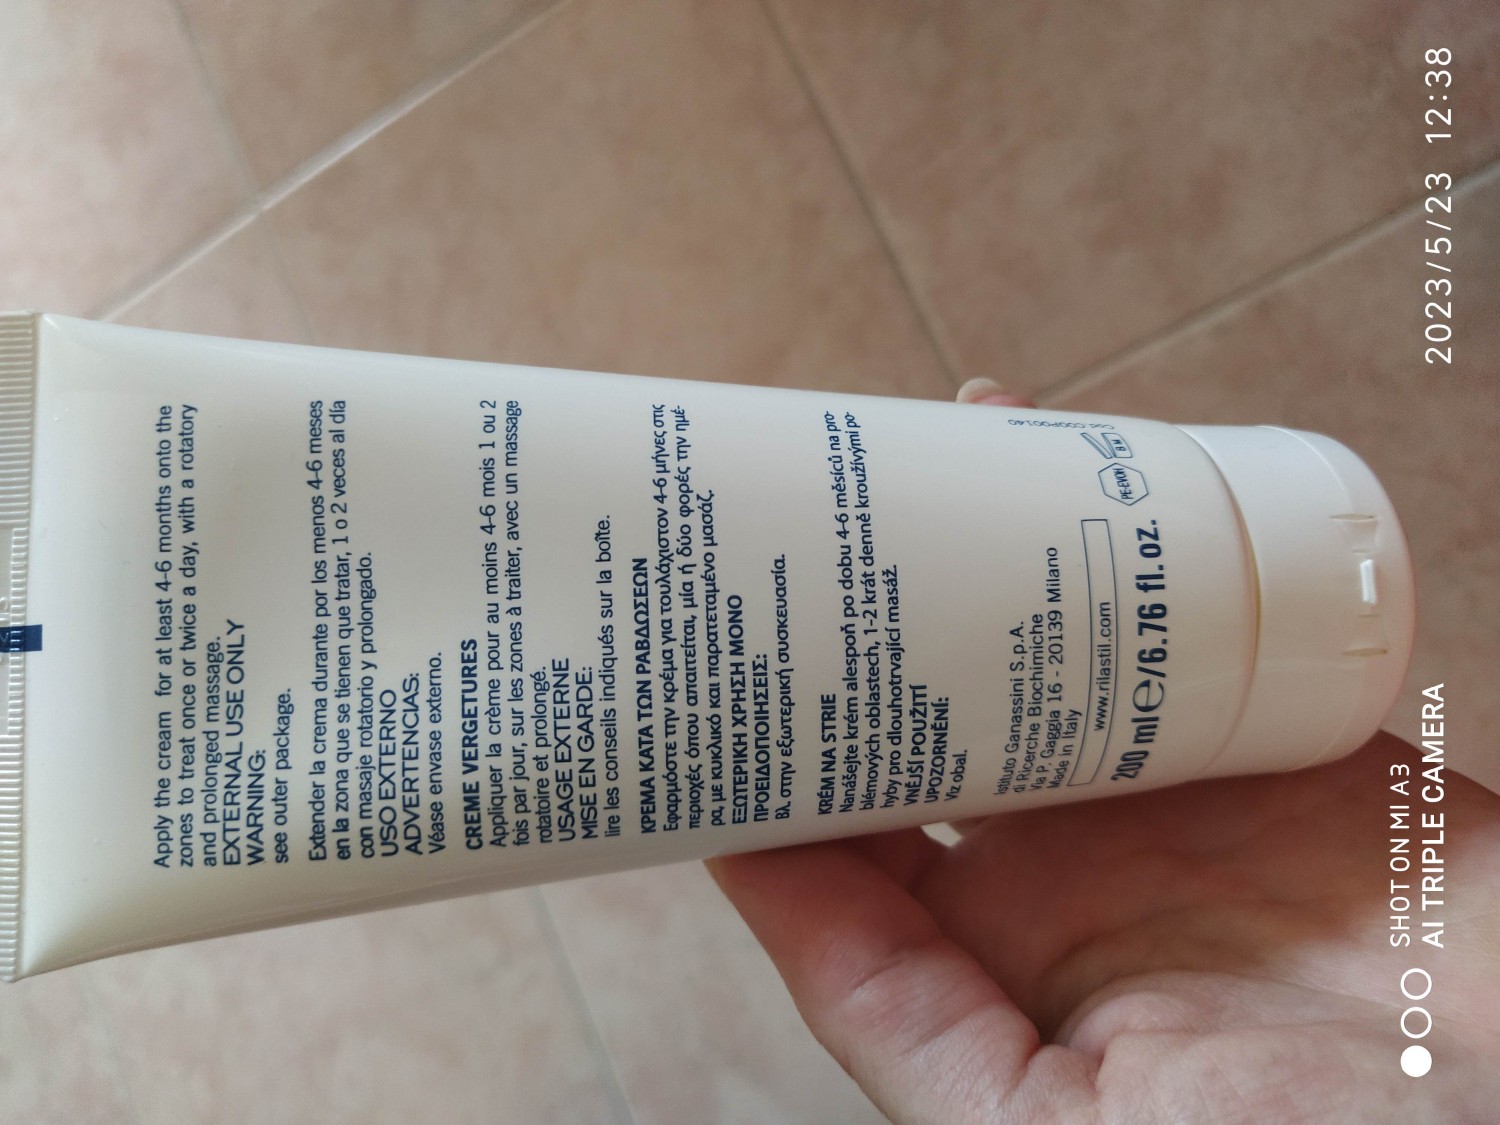 Apply the cream for at least 4-6 months onto the
zones to treat once or twice a day, with a rotatory
and prolonged massage.
EXTERNAL USE ONLY
WARNING:
see outer package.
Extender la crema durante por los menos 4-6 meses
en la zona que se tienen que tratar, 1 o 2 veces al día
con masaje rotatorio y prolongado.
USO EXTERNO
ADVERTENCIAS:
Véase envase externo.
CREME VERGETURES
Appliquer la crème pour au moins 4-6 mois 1 ou 2
fois par jour, sur les zones à traiter, avec un massage
rotatoire et prolongé.
USAGE EXTERNE
MISE EN GARDE:
lire les conseils indiqués sur la boîte.
ΚΡΕΜΑ ΚΑΤΑ ΤΩΝ ΡΑΒΔΩΣΕΩΝ
Εφαρμόστε την κρέμα για τουλάχιστον 4-6 μήνες στις
περιοχές όπου απαιτείται, μία ή δύο φορές την ημέ-
ρα, με κυκλικό και παρατεταμένο μασάζ.
ΕΞΩΤΕΡΙΚΗ ΧΡΗΣΗ ΜΟΝΟ
ΠΡΟΕΙΔΟΠΟΙΗΣΕΙΣ:
Βλ. στην εξωτερική συσκευασία.
KRÉM NA STRIE
Nanášejte krém alespoň po dobu 4-6 měsíců na pro-
blémových oblastech, 1-2 krát denně krouživými po-
hyby pro dlouhotrvající masáž.
VNĚJŠÍ POUŽITÍ
UPOZORNĚNÍ:
Viz obal.
Istituto Ganassini S.p.A.
di Ricerche Biochimiche
Via P. Gaggia 16 - 20139 Milano
Made in Italy
www.rilastil.com
200 ml ℮/6.76 fl. oz.
PE-EVOH
8M
Cod. COGP00140
SHOT ON MI A3
AI TRIPLE CAMERA
2023/5/23 12:38